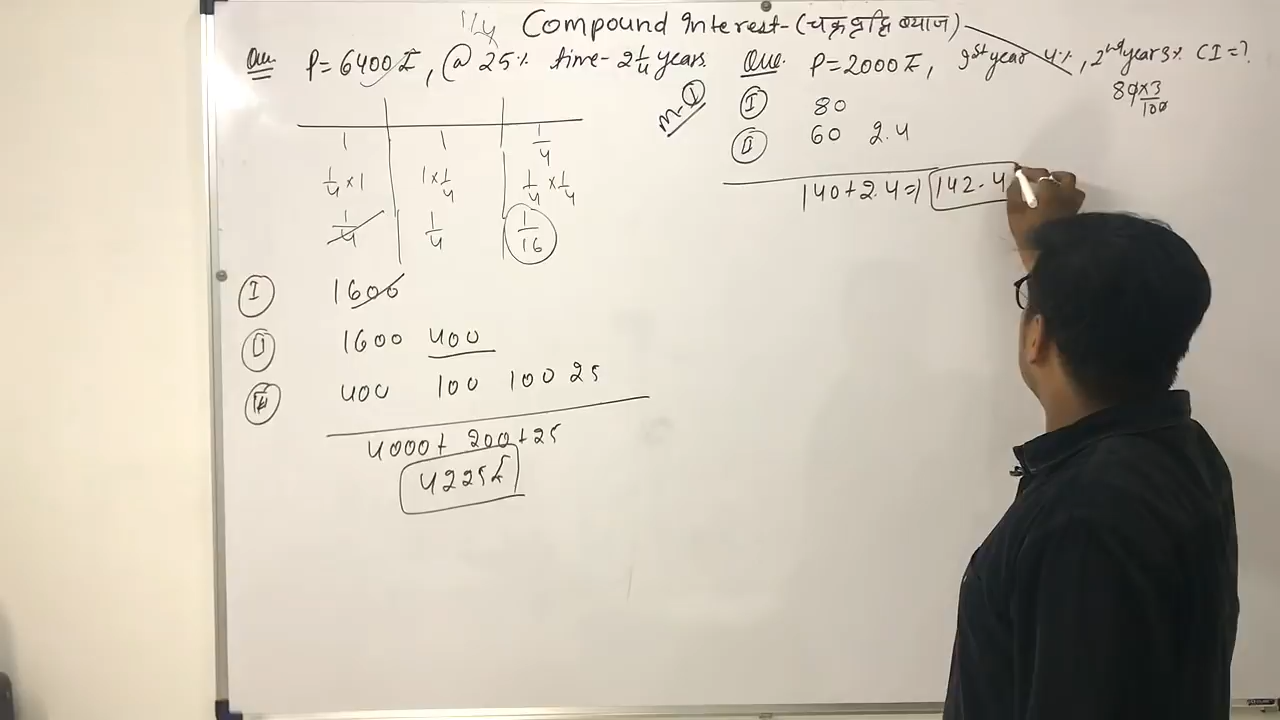 1/4
Compound Interest-(चक्रवृद्धि ब्याज)
Que. P=6400₹, @ 25% time-2 1/4 years
1 1 1/4
1/4×1 1×1/4 1/4×1/4
1/4 1/4 1/16
I 1600
II 1600 400
III 400 100 100 25
4000+ 200+25
4225₹
Que. P=2000₹, 1st year 4%, 2nd year 3% CI=?
80×3/100
M-1
I 80
II 60 2.4
140+2.4=) 142.4